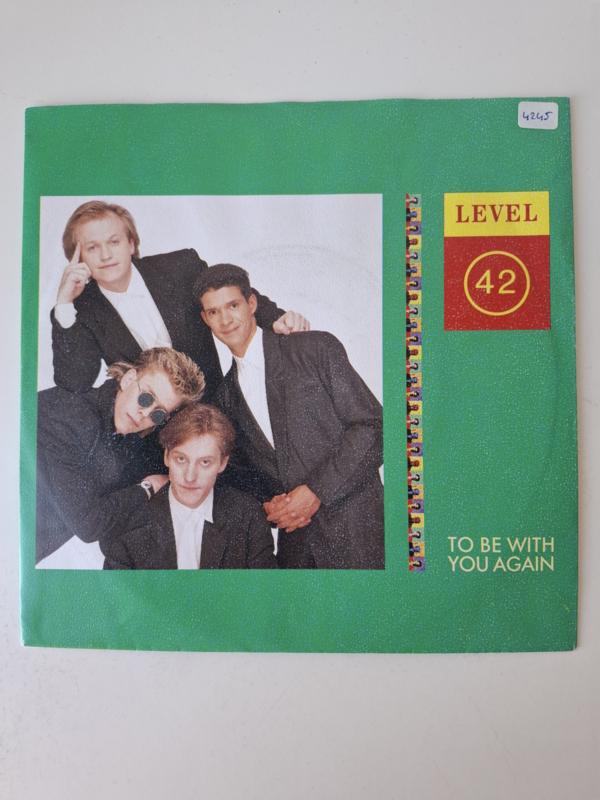 4245
LEVEL
42
TO BE WITH
YOU AGAIN